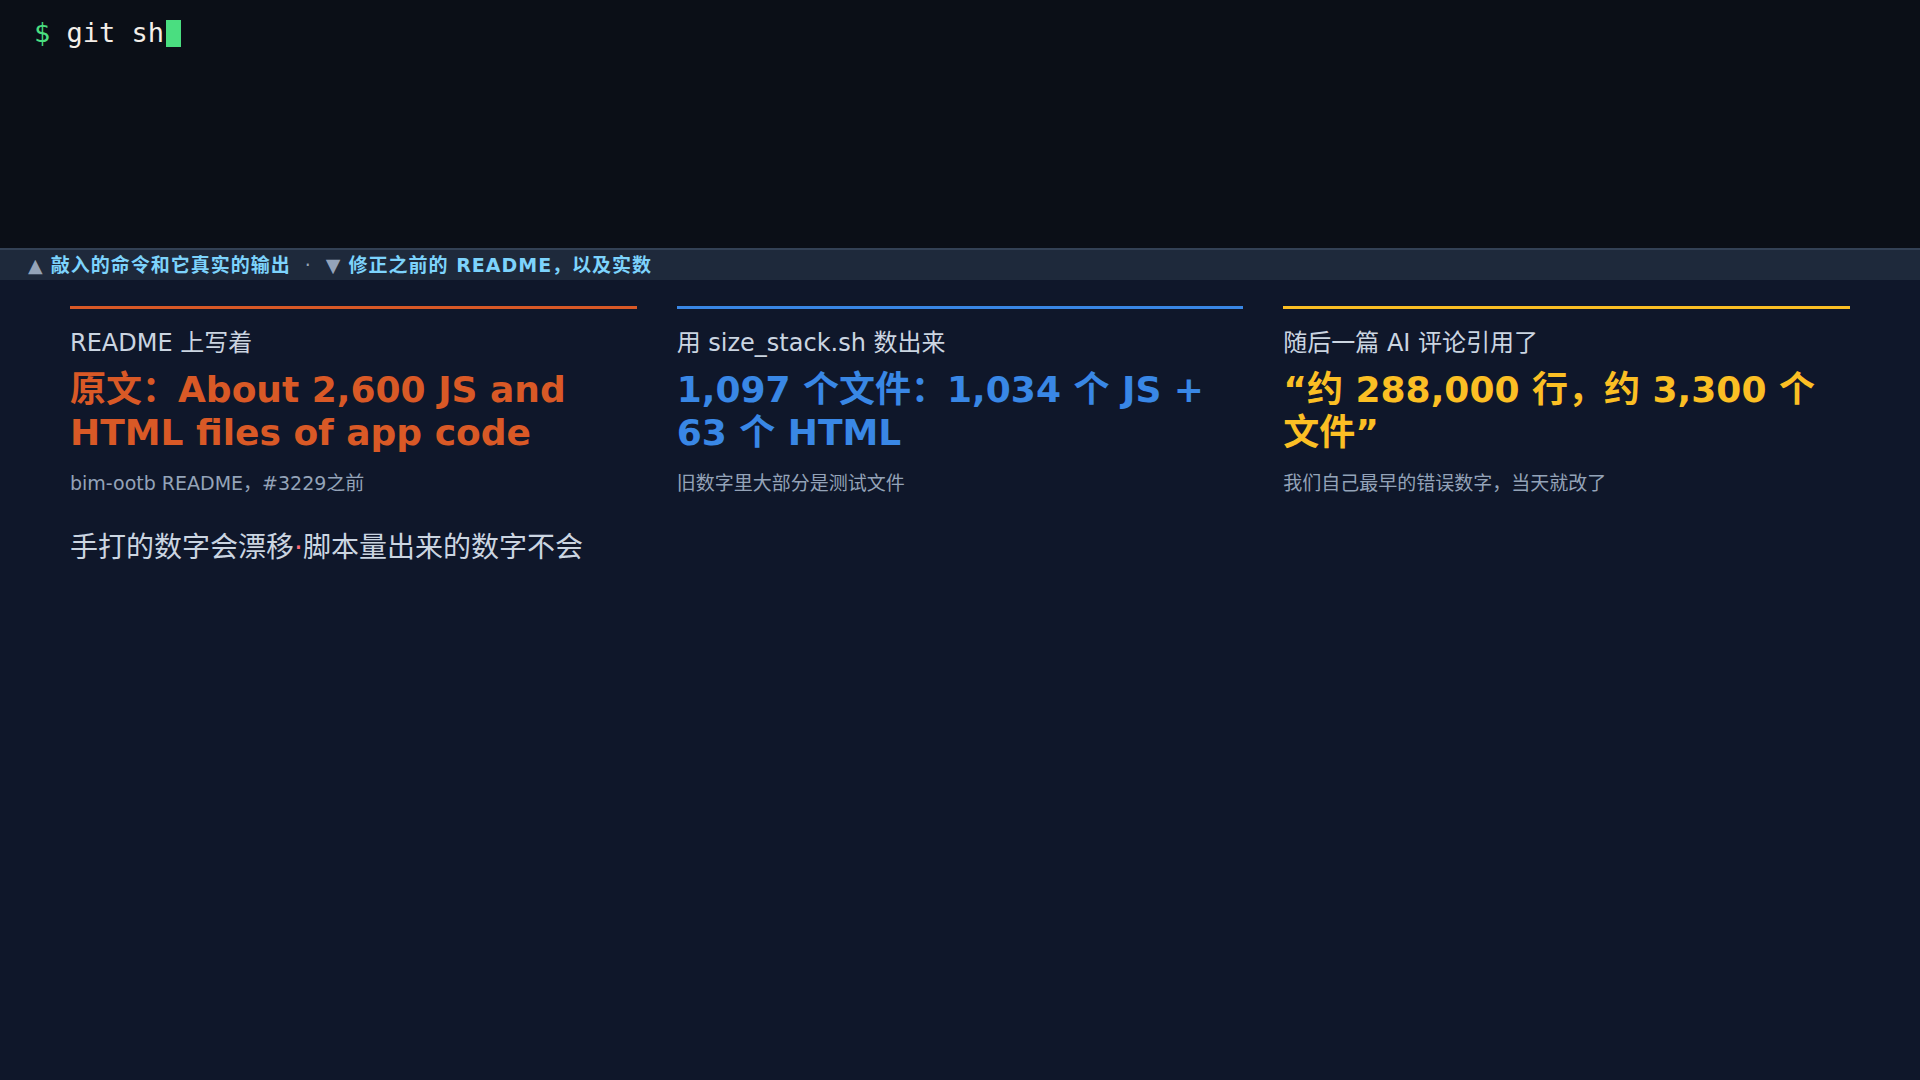 $ git sh
▲ 敲入的命令和它真实的输出 · ▼ 修正之前的 README，以及实数
README 上写着
原文：About 2,600 JS and
HTML files of app code
bim-ootb README，#3229之前
用 size_stack.sh 数出来
1,097 个文件：1,034 个 JS +
63 个 HTML
旧数字里大部分是测试文件
随后一篇 AI 评论引用了
“约 288,000 行，约 3,300 个
文件”
我们自己最早的错误数字，当天就改了
手打的数字会漂移·脚本量出来的数字不会